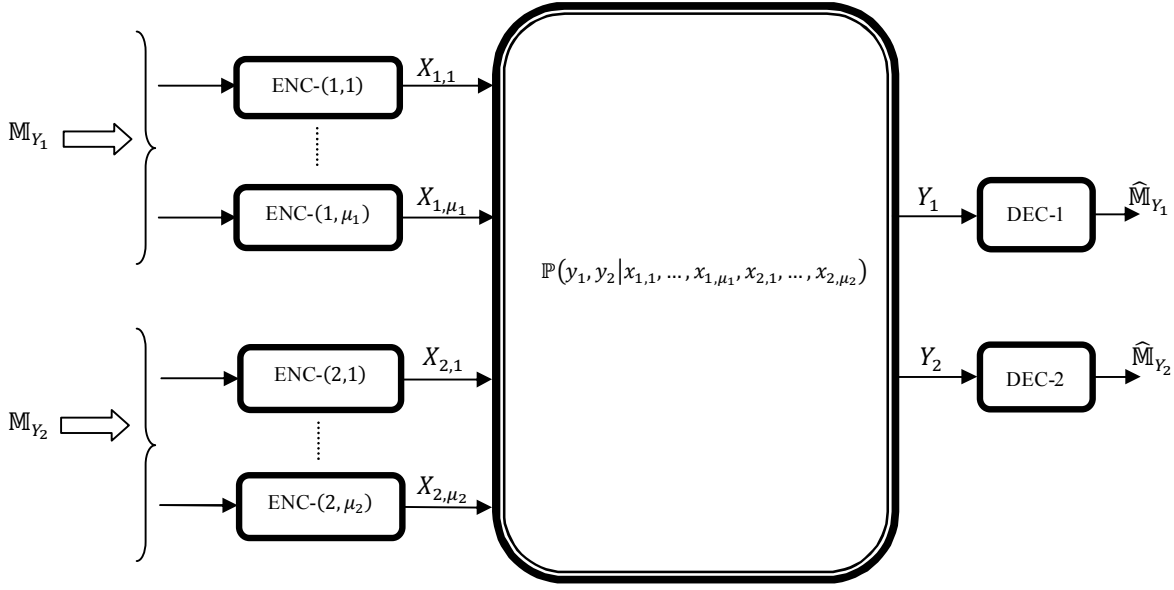 𝕄_{Y_1}
ENC-(1,1)
X_{1,1}
ENC-(1, μ_1)
X_{1,μ_1}
𝕄_{Y_2}
ENC-(2,1)
X_{2,1}
ENC-(2, μ_2)
X_{2,μ_2}
ℙ(y_1, y_2|x_{1,1}, … , x_{1,μ_1}, x_{2,1}, … , x_{2,μ_2})
Y_1
DEC-1
𝕄̂_{Y_1}
Y_2
DEC-2
𝕄̂_{Y_2}